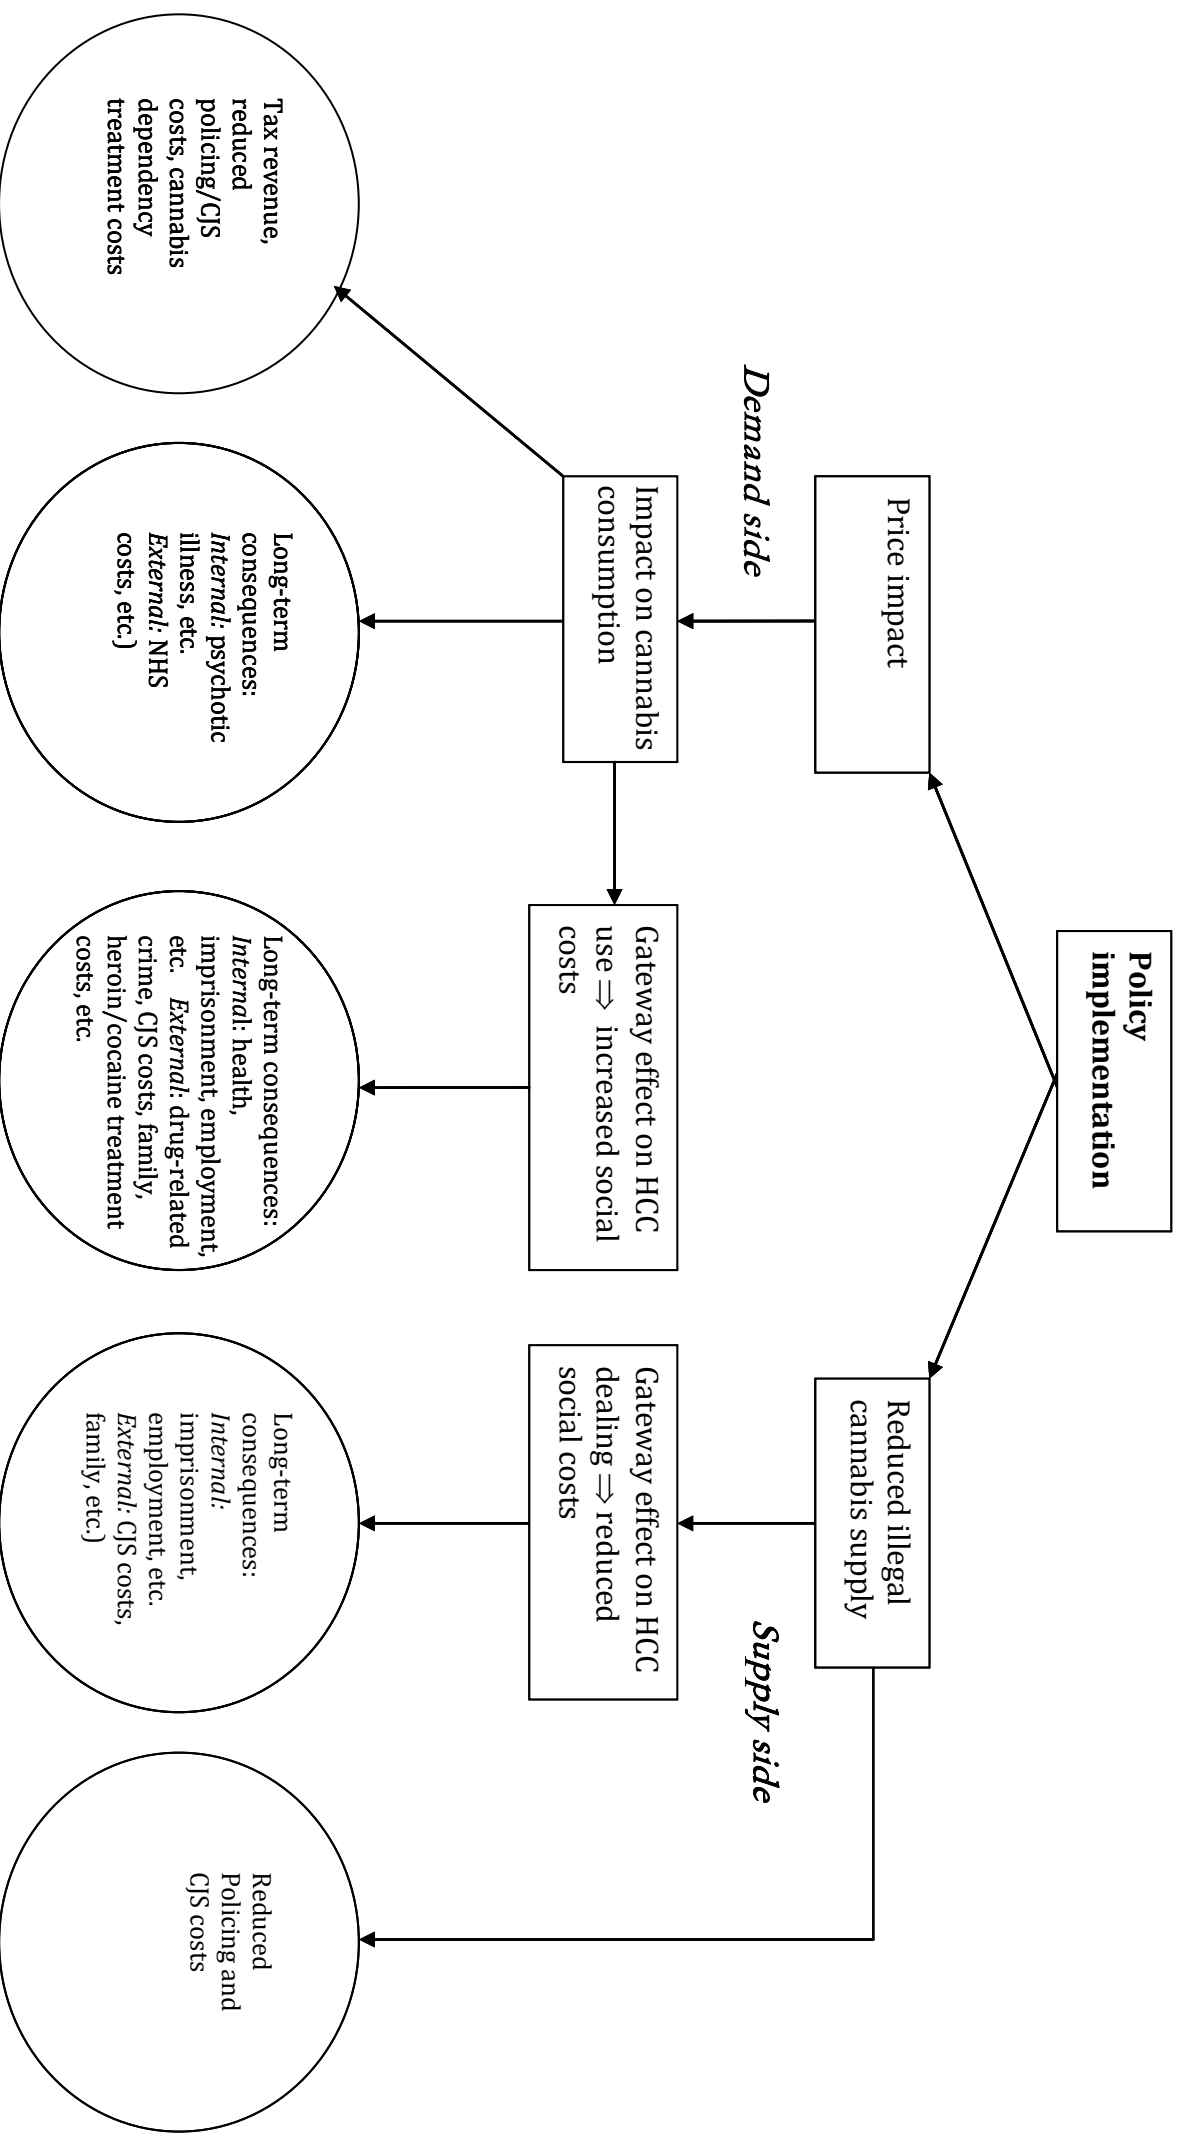 Policy
implementation
Price impact
Reduced illegal
cannabis supply
Demand side
Supply side
Impact on cannabis
consumption
Gateway effect on HCC
use ⇒ increased social
costs
Gateway effect on HCC
dealing ⇒ reduced
social costs
Tax revenue,
reduced
policing/CJS
costs, cannabis
dependency
treatment costs
Long-term
consequences:
Internal: psychotic
illness, etc.
External: NHS
costs, etc.)
Long-term consequences:
Internal: health,
imprisonment, employment,
etc. External: drug-related
crime, CJS costs, family,
heroin/cocaine treatment
costs, etc.
Long-term
consequences:
Internal:
imprisonment,
employment, etc.
External: CJS costs,
family, etc.)
Reduced
Policing and
CJS costs